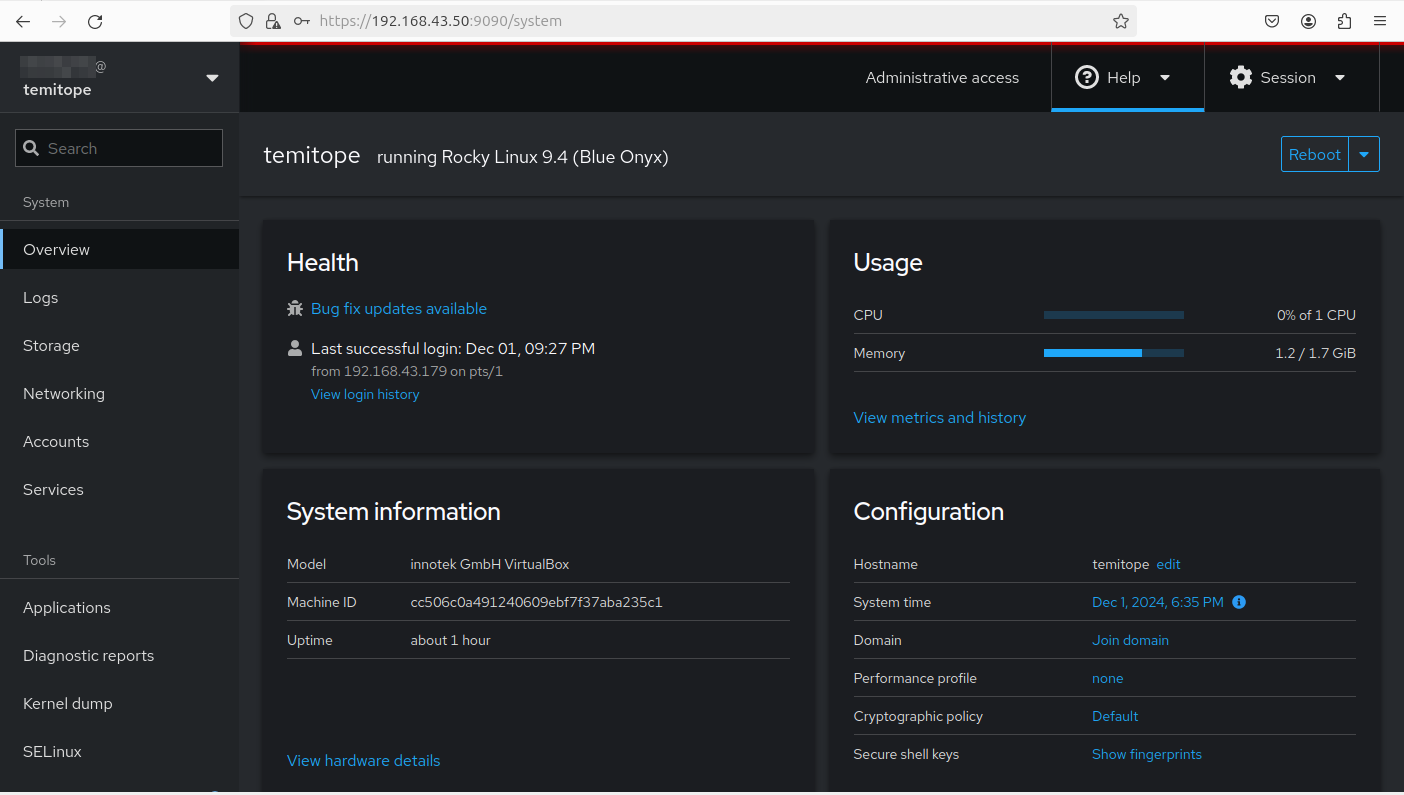 https://192.168.43.50:9090/system
@
temitope
Administrative access
Help
Session
Search
temitope running Rocky Linux 9.4 (Blue Onyx)
Reboot
System
Overview
Logs
Storage
Networking
Accounts
Services
Tools
Applications
Diagnostic reports
Kernel dump
SELinux
Health
Bug fix updates available
Last successful login: Dec 01, 09:27 PM
from 192.168.43.179 on pts/1
View login history
Usage
CPU 0% of 1 CPU
Memory 1.2 / 1.7 GiB
View metrics and history
System information
Model innotek GmbH VirtualBox
Machine ID cc506c0a491240609ebf7f37aba235c1
Uptime about 1 hour
View hardware details
Configuration
Hostname temitope edit
System time Dec 1, 2024, 6:35 PM
Domain Join domain
Performance profile none
Cryptographic policy Default
Secure shell keys Show fingerprints